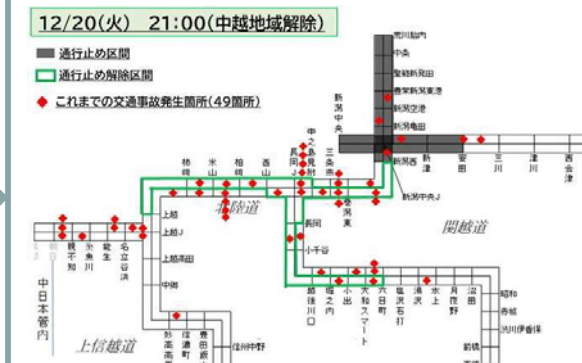 12/20(火) 21:00(中越地域解除)
通行止め区間
通行止め解除区間
これまでの交通事故発生箇所(49箇所)
荒川胎内
中条
聖籠新発田
豊栄新潟東港
新潟空港
新潟亀田
新潟中央
新潟西
新津
安田
三川
津川
西会津
新潟中央J
柿崎
米山
柏崎
西山
長岡J
中之島見附
三条燕
巻潟東
北陸道
関越道
長岡
小千谷
越後川口
堀之内
小出
大和スマート
六日町
塩沢石打
湯沢
水上
月夜野
沼田
昭和
赤城
渋川伊香保
前橋
上越
上越J
上越高田
中郷
朝日
親不知
糸魚川
能生
名立谷浜
中日本管内
上信越道
妙高高
信濃町
豊田飯山
信州中野